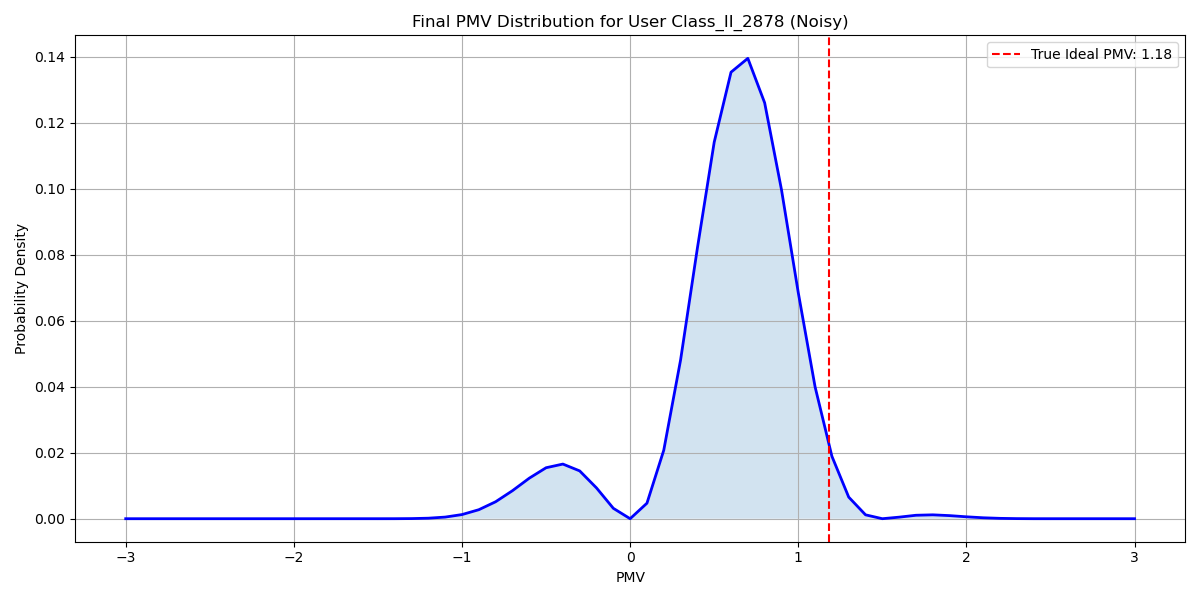 Final PMV Distribution for User Class_II_2878 (Noisy)
True Ideal PMV: 1.18
Probability Density
0.14
0.12
0.10
0.08
0.06
0.04
0.02
0.00
−3 −2 −1 0 1 2 3
PMV